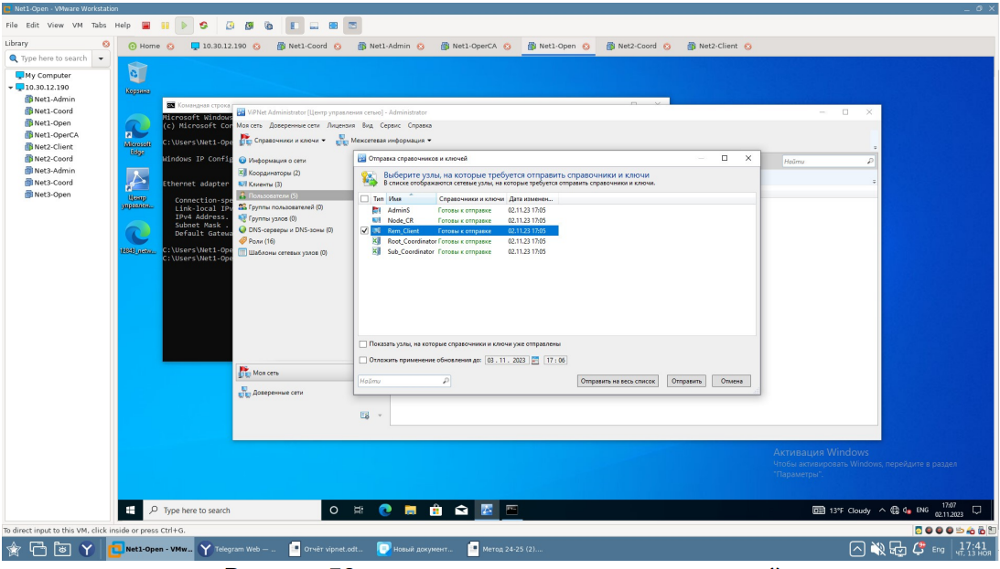 Net1-Open - VMware Workstation
File Edit View VM Tabs Help
Library
Type here to search
My Computer
10.30.12.190
Net1-Admin
Net1-Coord
Net1-Open
Net1-OperCA
Net2-Client
Net2-Coord
Net3-Admin
Net3-Coord
Net3-Open
Home 10.30.12.190 Net1-Coord Net1-Admin Net1-OperCA Net1-Open Net2-Coord Net2-Client
Корзина
Microsoft Edge
Командная строка
Microsoft Windows
(c) Microsoft Cor
C:\Users\Net1-Ope
Windows IP Config
Ethernet adapter
Connection-spe
Link-local IPv
IPv4 Address.
Subnet Mask .
Default Gatewa
C:\Users\Net1-Ope
C:\Users\Net1-Ope
ViPNet Administrator [Центр управления сетью] - Administrator
Моя сеть Доверенные сети Лицензия Вид Сервис Справка
Справочники и ключи Межсетевая информация
Информация о сети
Координаторы (2)
Клиенты (3)
Пользователи (5)
Группы пользователей (0)
Группы узлов (0)
DNS-серверы и DNS-зоны (0)
Роли (16)
Шаблоны сетевых узлов (0)
Моя сеть
Доверенные сети
Найти
Отправка справочников и ключей
Выберите узлы, на которые требуется отправить справочники и ключи
В списке отображаются сетевые узлы, на которые требуется отправить справочники и ключи.
Тип Имя Справочники и ключи Дата изменен...
AdminS Готовы к отправке 02.11.23 17:05
Node_CR Готовы к отправке 02.11.23 17:05
Rem_Client Готовы к отправке 02.11.23 17:05
Root_Coordinator Готовы к отправке 02.11.23 17:05
Sub_Coordinator Готовы к отправке 02.11.23 17:05
Показать узлы, на которые справочники и ключи уже отправлены
Отложить применение обновления до: 03 . 11 . 2023 17 : 06
Найти
Отправить на весь список Отправить Отмена
Активация Windows
Чтобы активировать Windows, перейдите в раздел
"Параметры".
Type here to search
13°F Cloudy ENG 17:07
02.11.2023
To direct input to this VM, click inside or press Ctrl+G.
Net1-Open - VMw... Telegram Web — ... Отчёт vipnet.odt... Новый документ... Метод 24-25 (2)....
Eng 17:41
ЧТ, 13 НОЯ